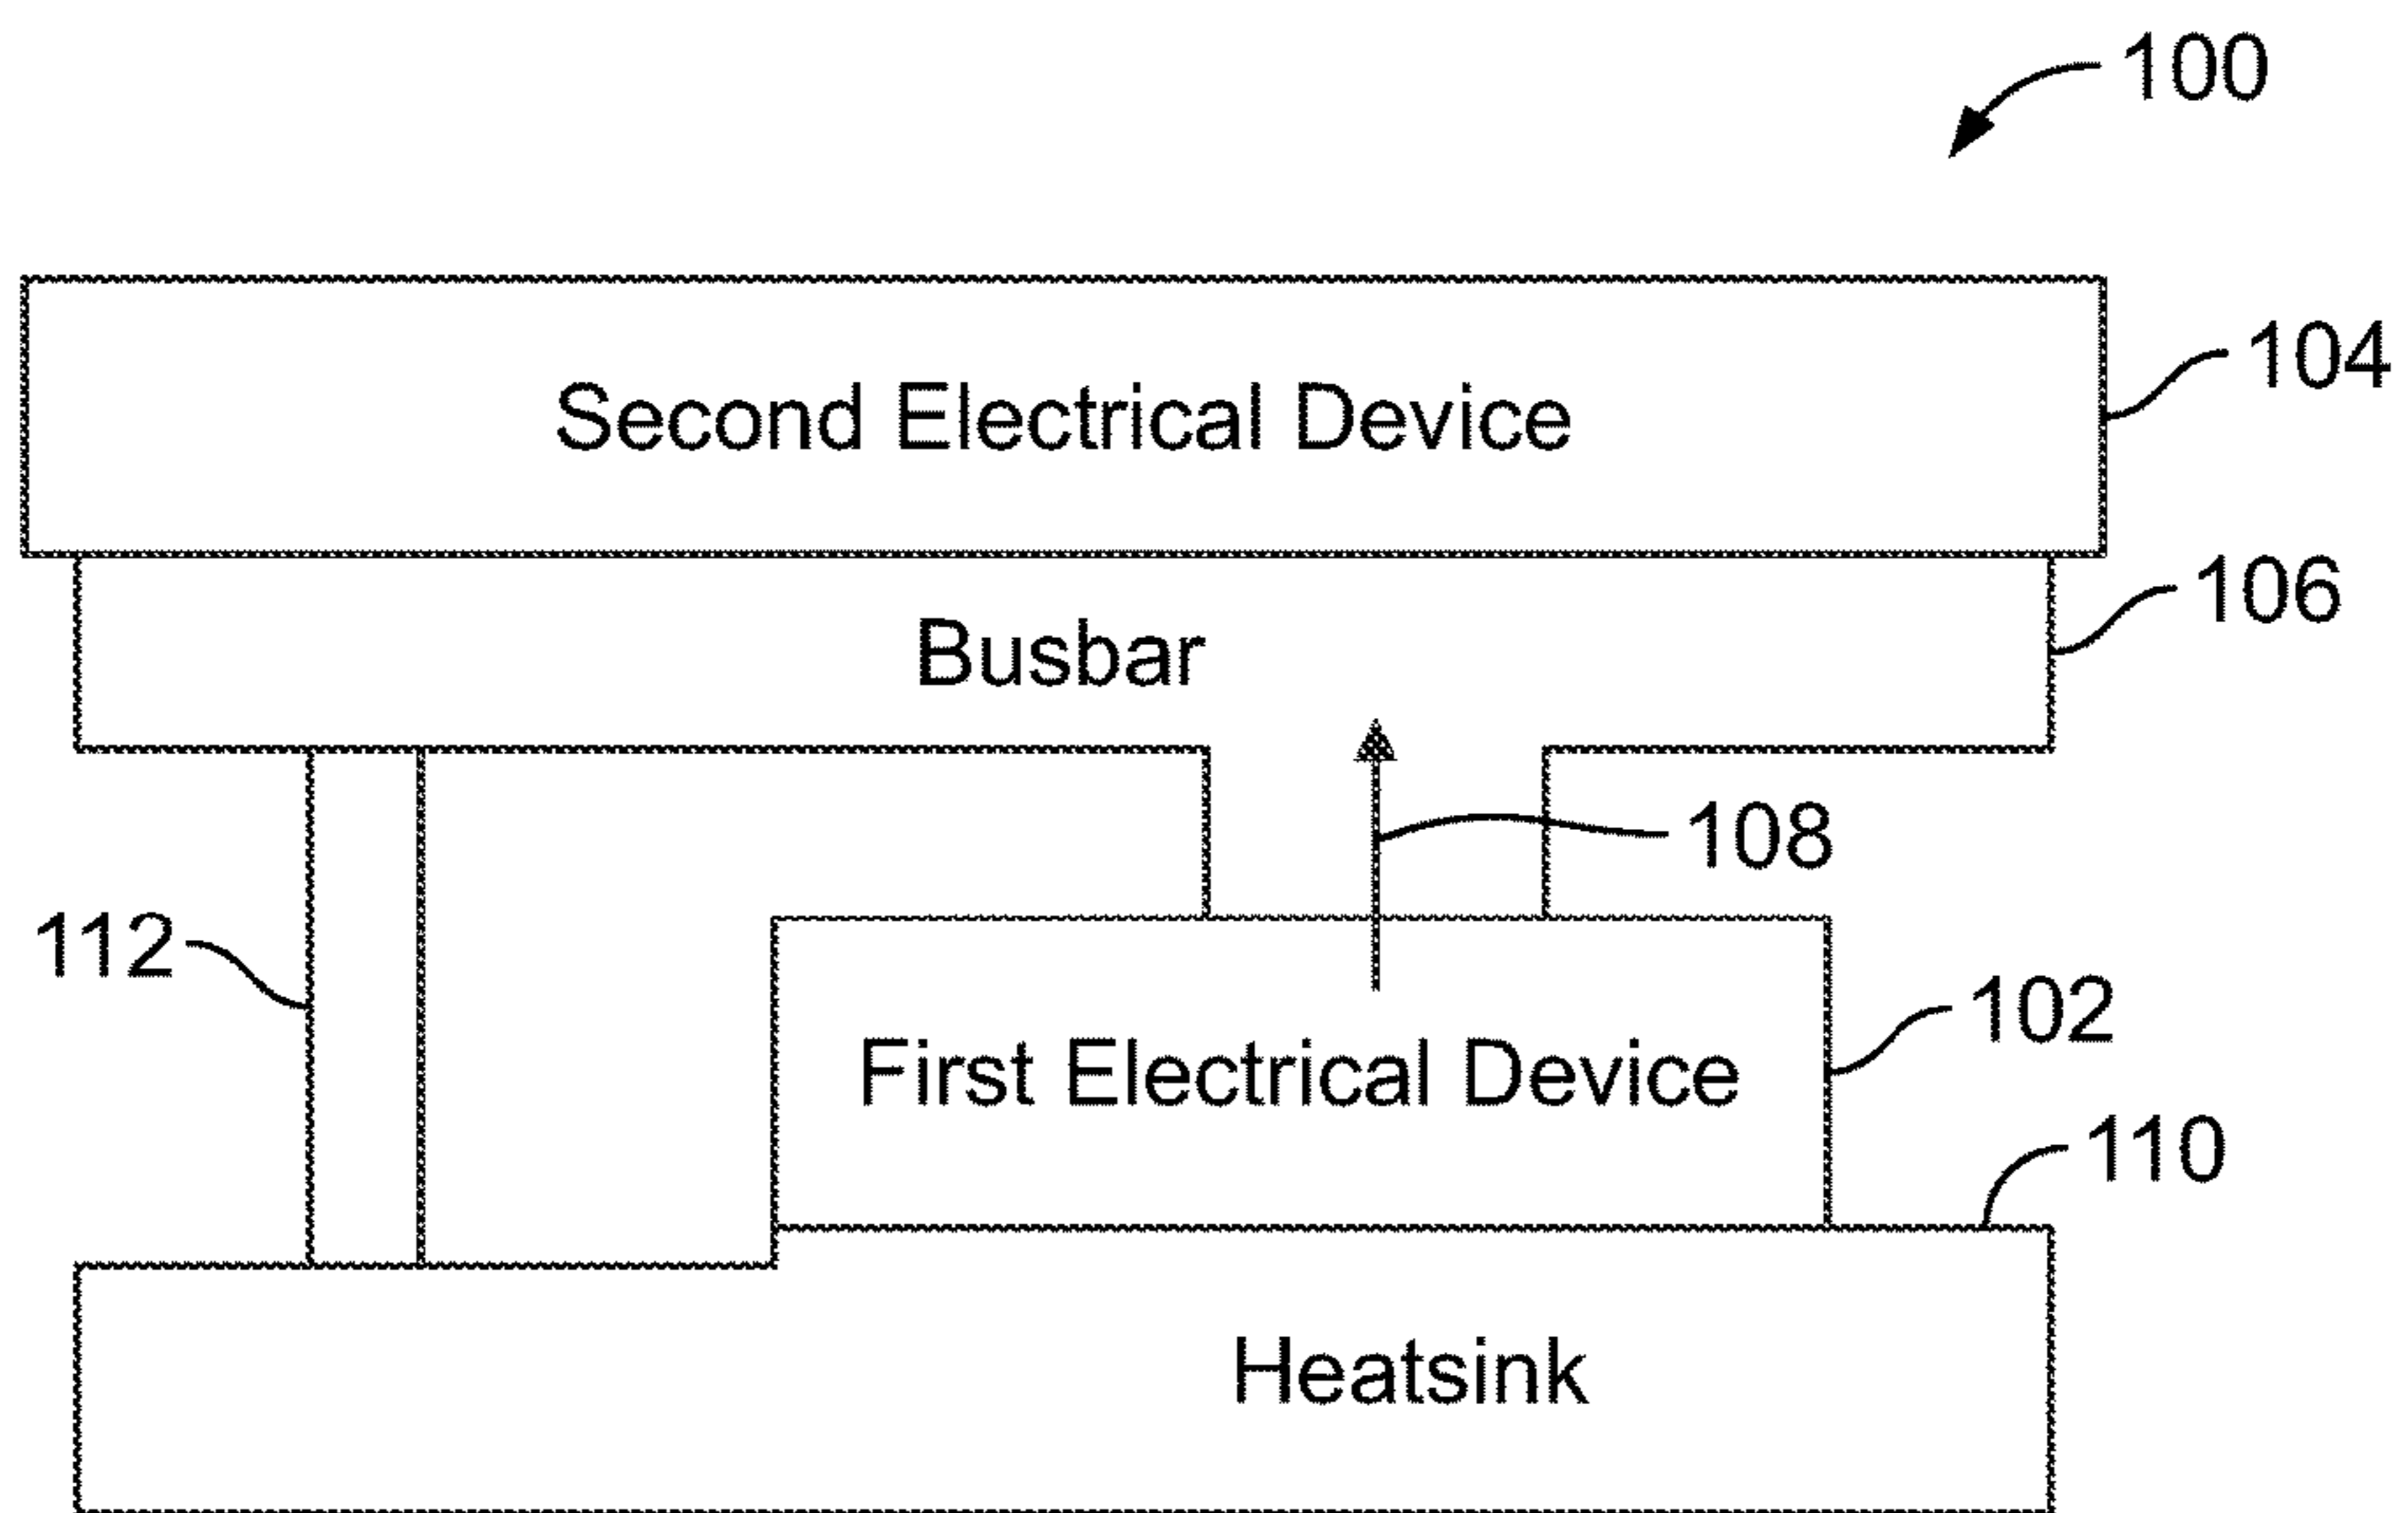 100
Second Electrical Device
104
Busbar
106
108
112
First Electrical Device
102
110
Heatsink